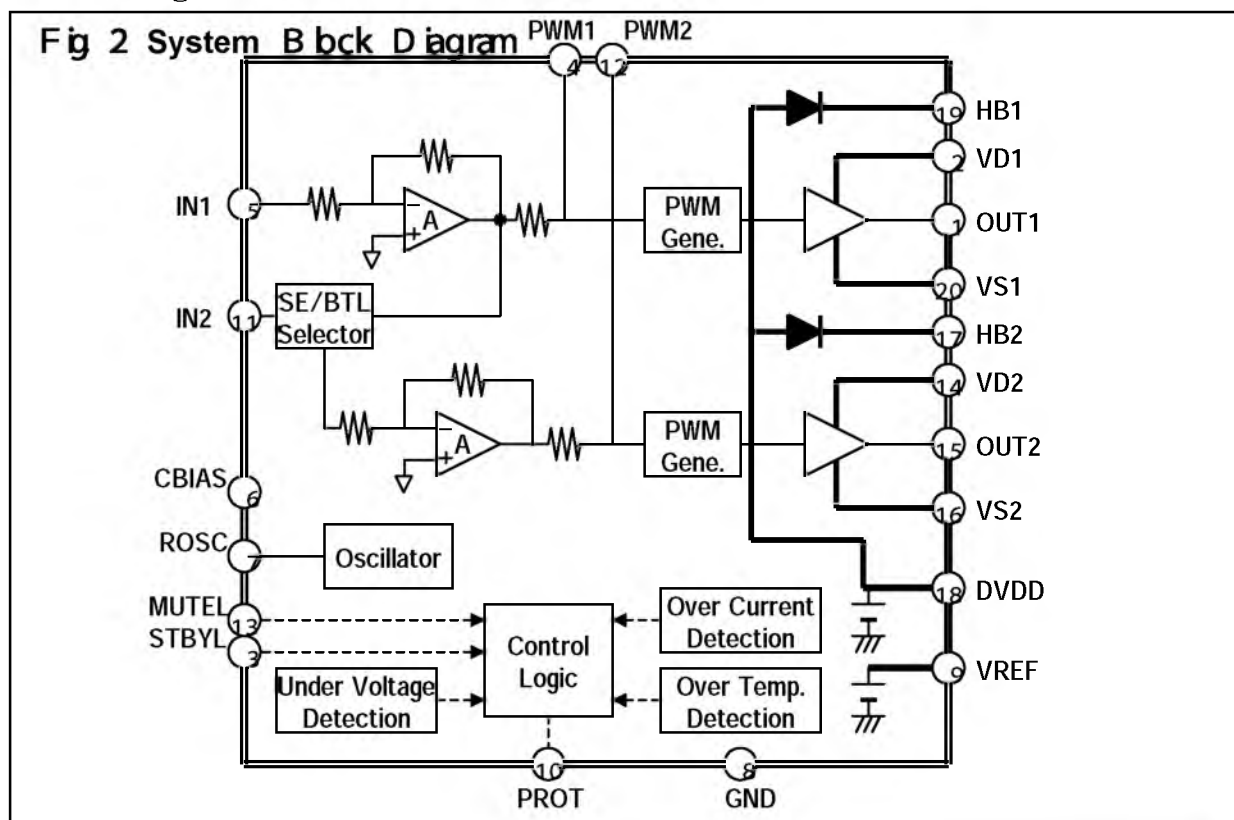 Fig. 2 System Block Diagram
PWM1
PWM2
4
12
19
HB1
2
VD1
IN1
5
-
A
+
PWM
Gene.
1
OUT1
20
VS1
IN2
11
SE/BTL
Selector
17
HB2
14
VD2
-
A
+
PWM
Gene.
15
OUT2
CBIAS
6
16
VS2
ROSC
7
Oscillator
18
DVDD
MUTEL
13
STBYL
3
Control
Logic
Over Current
Detection
9
VREF
Under Voltage
Detection
Over Temp.
Detection
10
PROT
8
GND